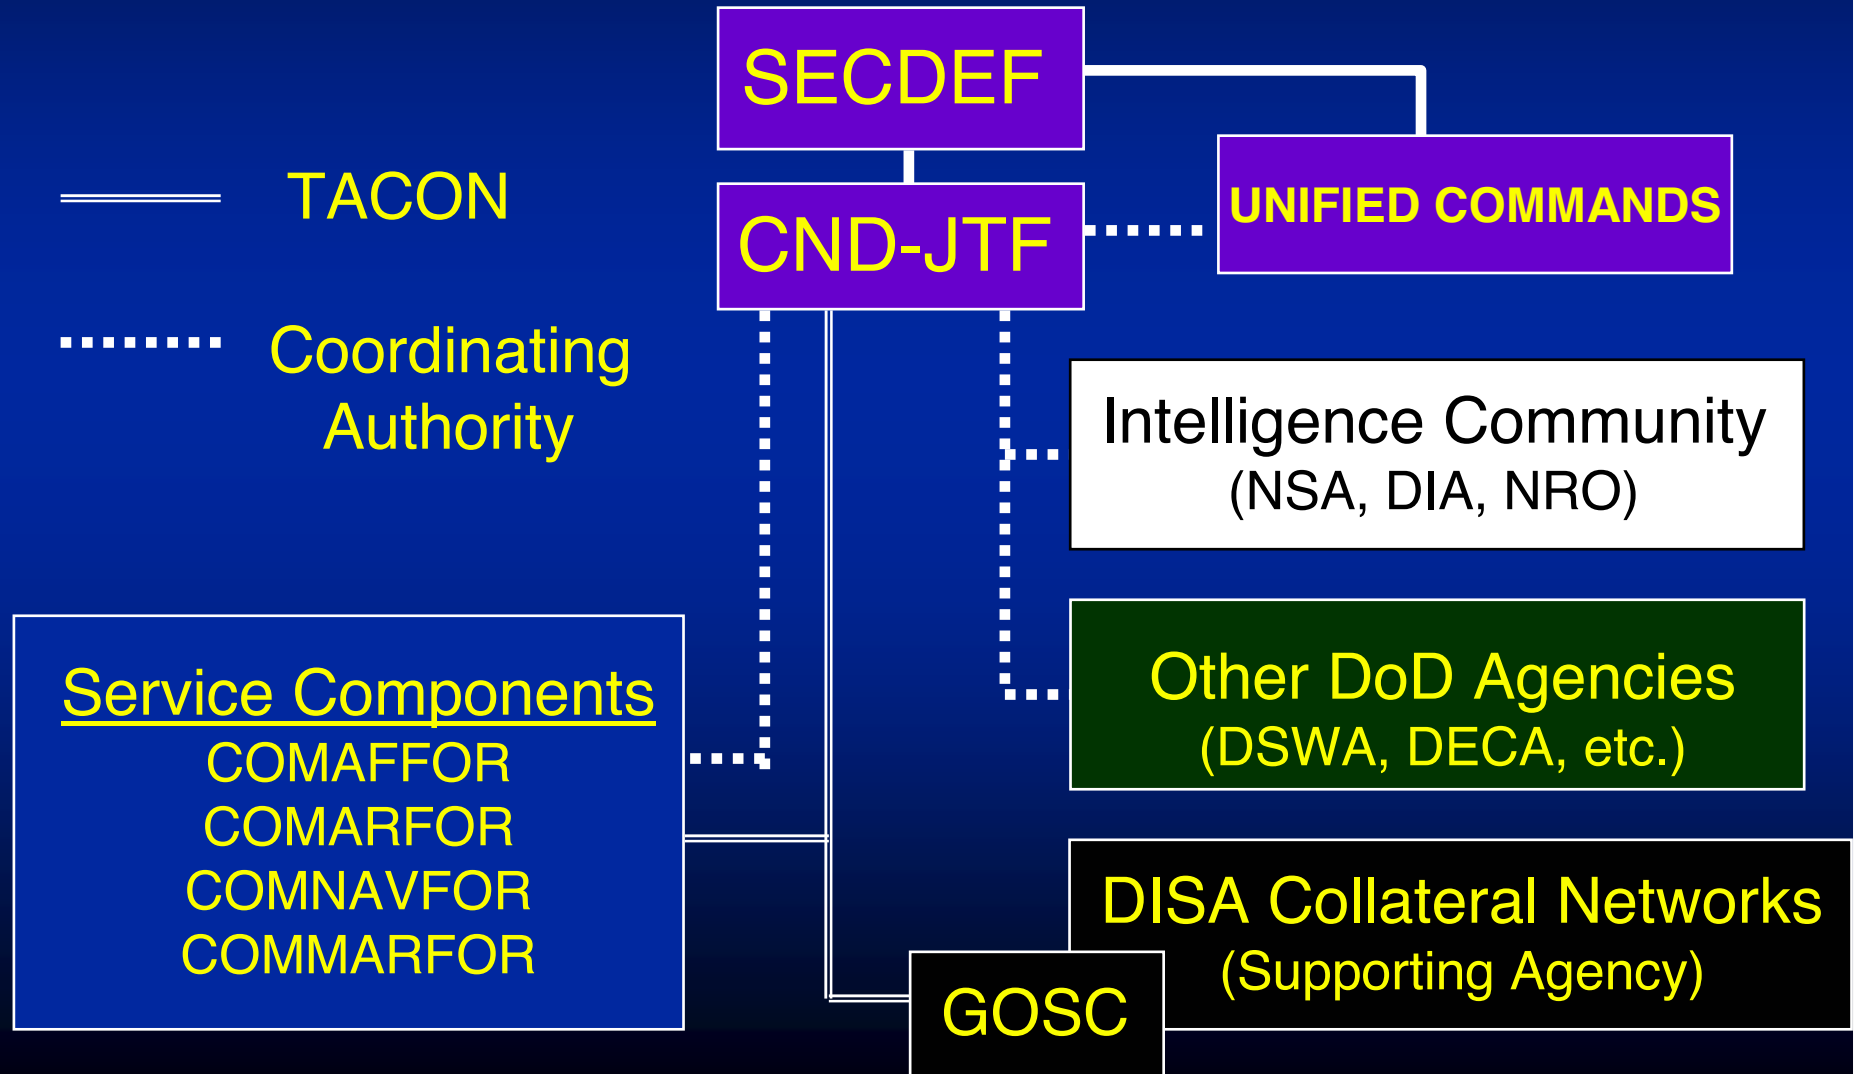 SECDEF
TACON
UNIFIED COMMANDS
CND-JTF
Coordinating
Authority
Intelligence Community
(NSA, DIA, NRO)
Service Components
COMAFFOR
COMARFOR
COMNAVFOR
COMMARFOR
Other DoD Agencies
(DSWA, DECA, etc.)
DISA Collateral Networks
(Supporting Agency)
GOSC